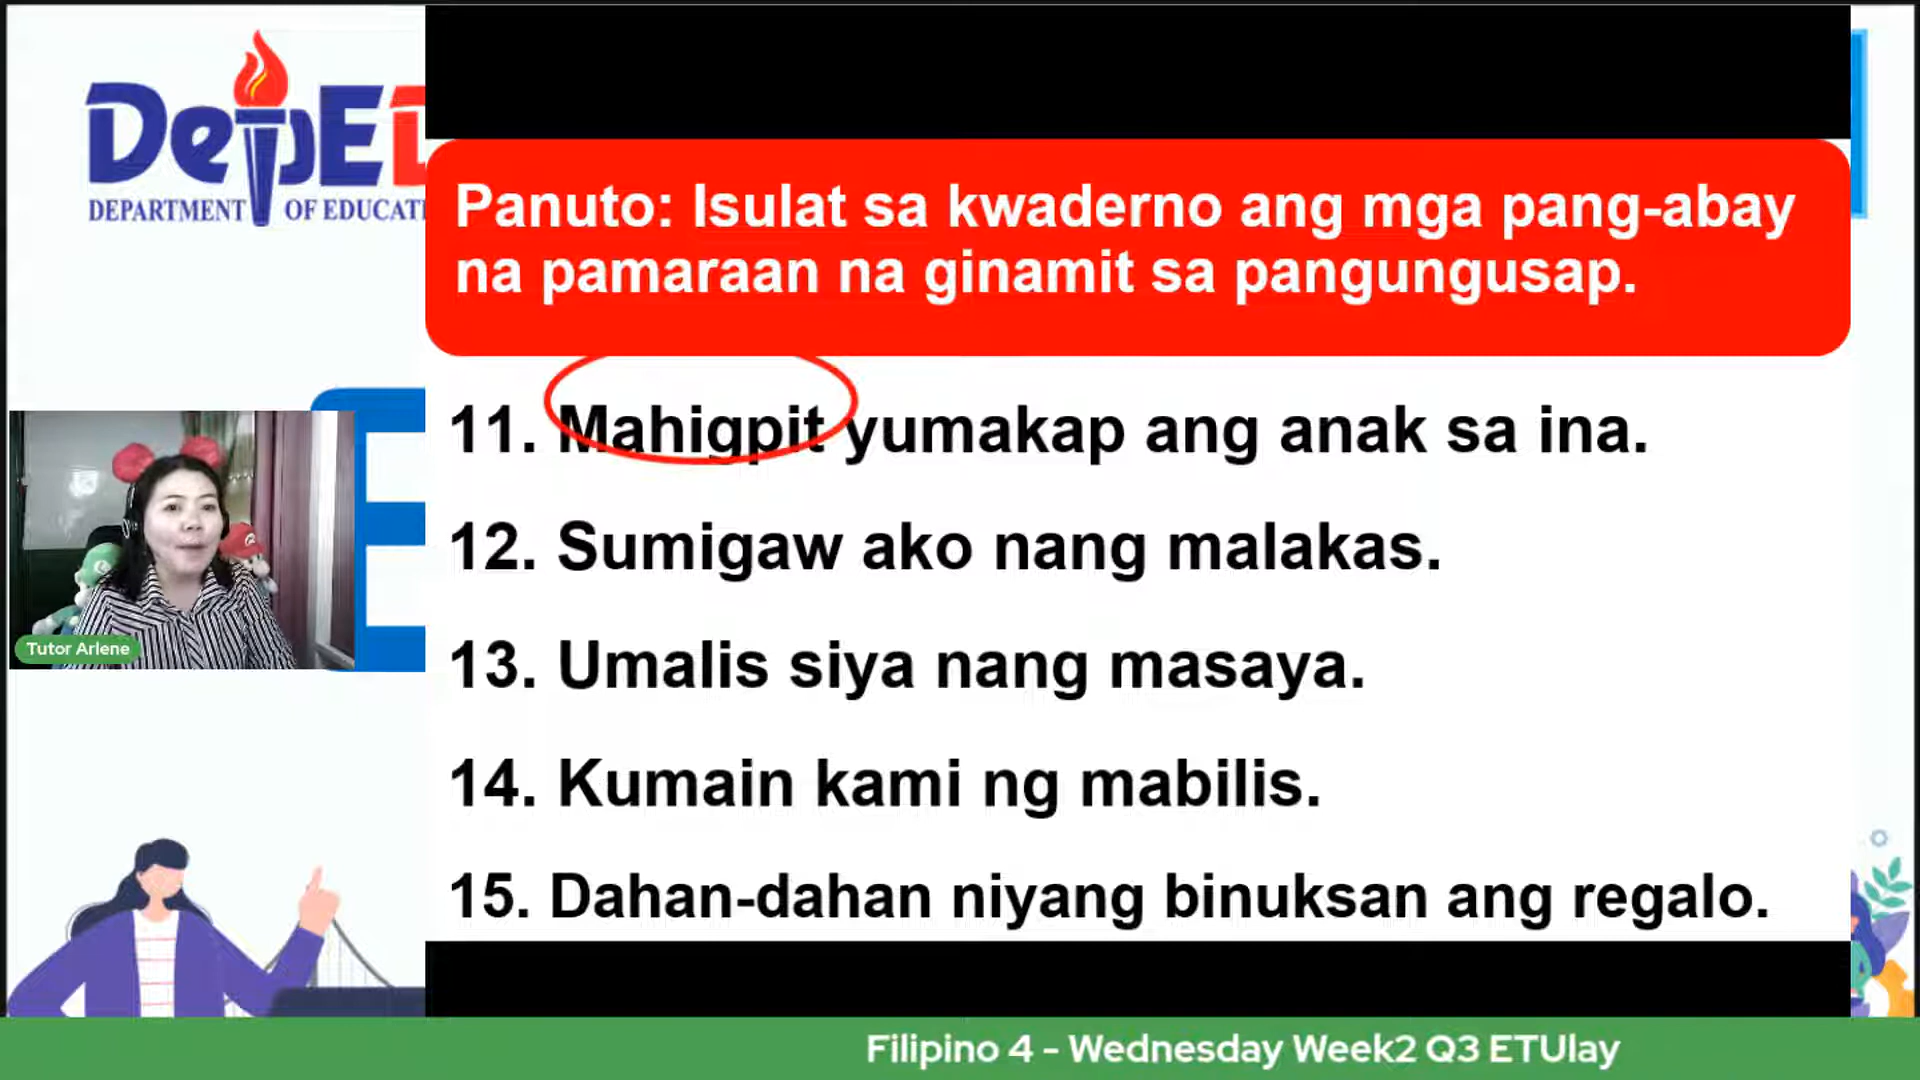 DepED
DEPARTMENT OF EDUCATI
Panuto: Isulat sa kwaderno ang mga pang-abay
na pamaraan na ginamit sa pangungusap.
11. Mahigpit yumakap ang anak sa ina.
12. Sumigaw ako nang malakas.
13. Umalis siya nang masaya.
14. Kumain kami ng mabilis.
15. Dahan-dahan niyang binuksan ang regalo.
Tutor Arlene
Filipino 4 - Wednesday Week2 Q3 ETUlay